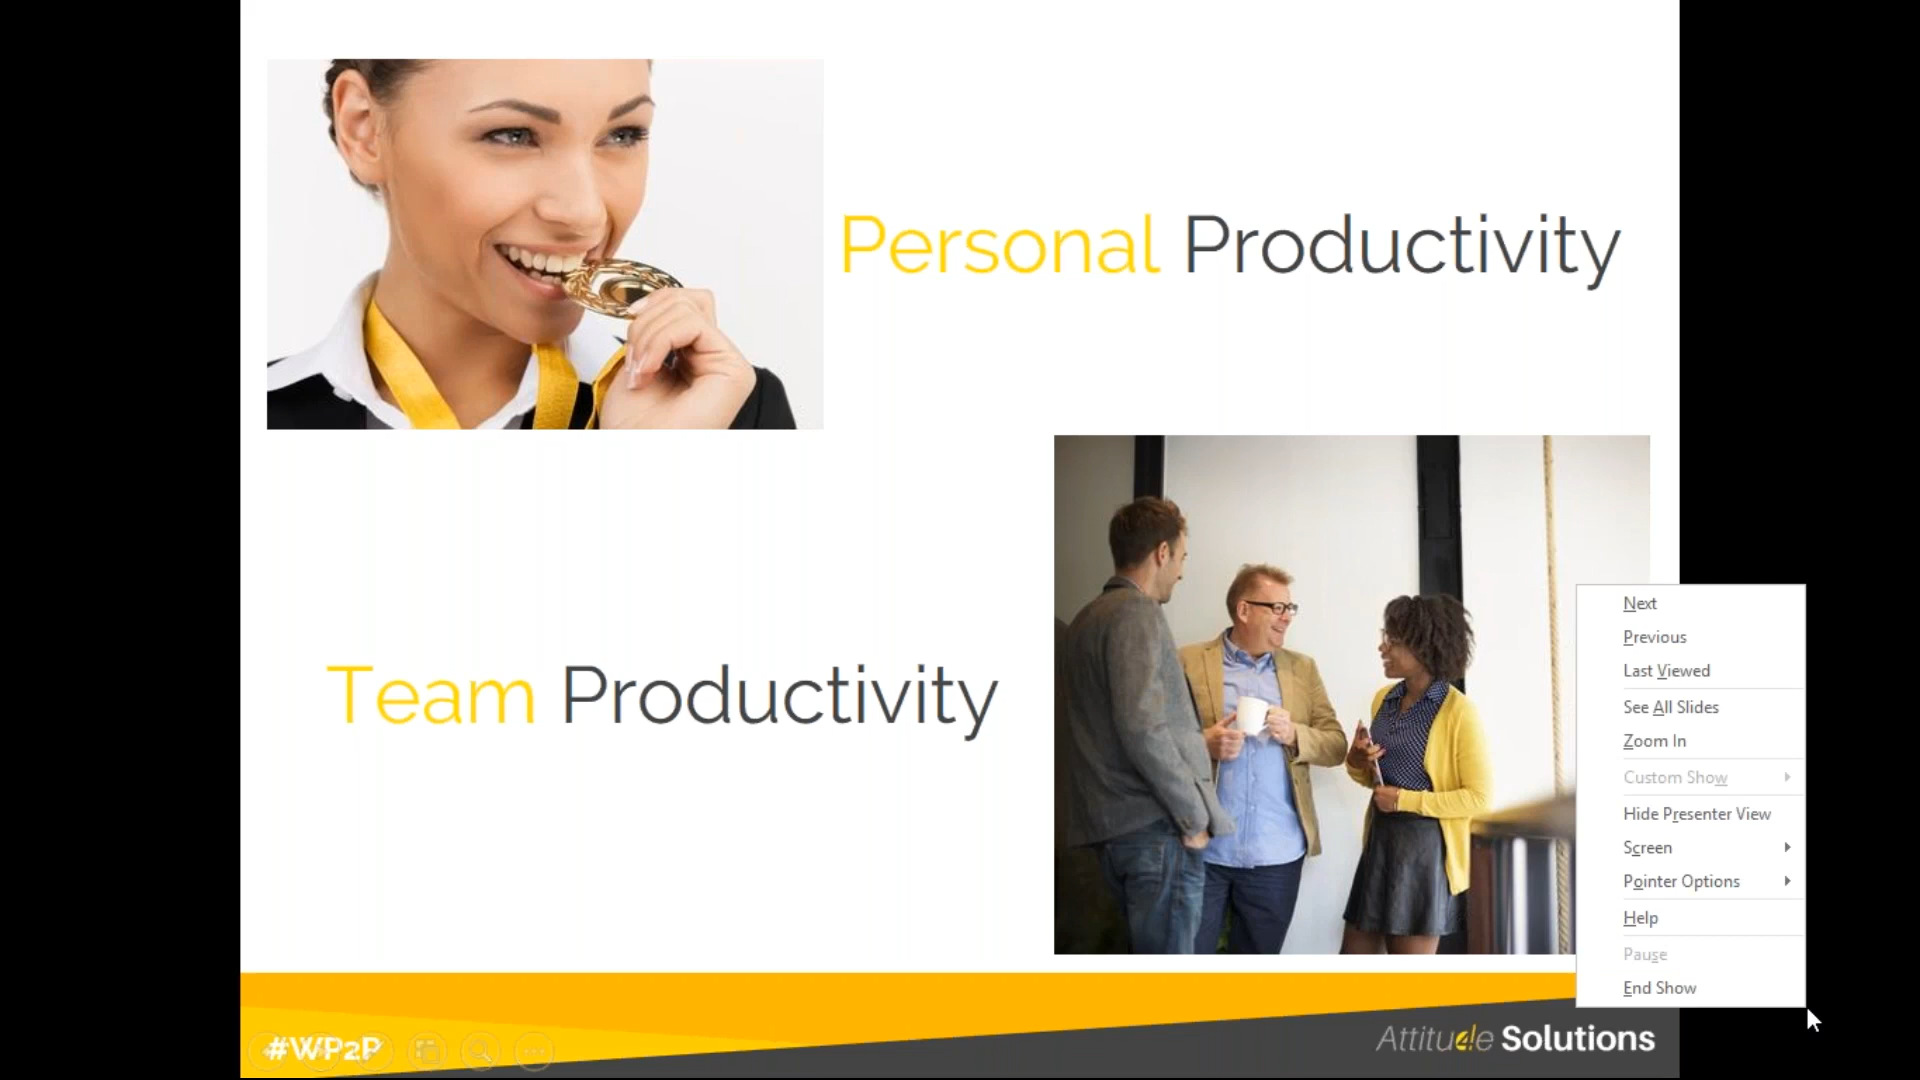 Personal Productivity
Team Productivity
Next
Previous
Last Viewed
See All Slides
Zoom In
Custom Show
Hide Presenter View
Screen
Pointer Options
Help
Pause
End Show
#WP2P
Attitu4e Solutions